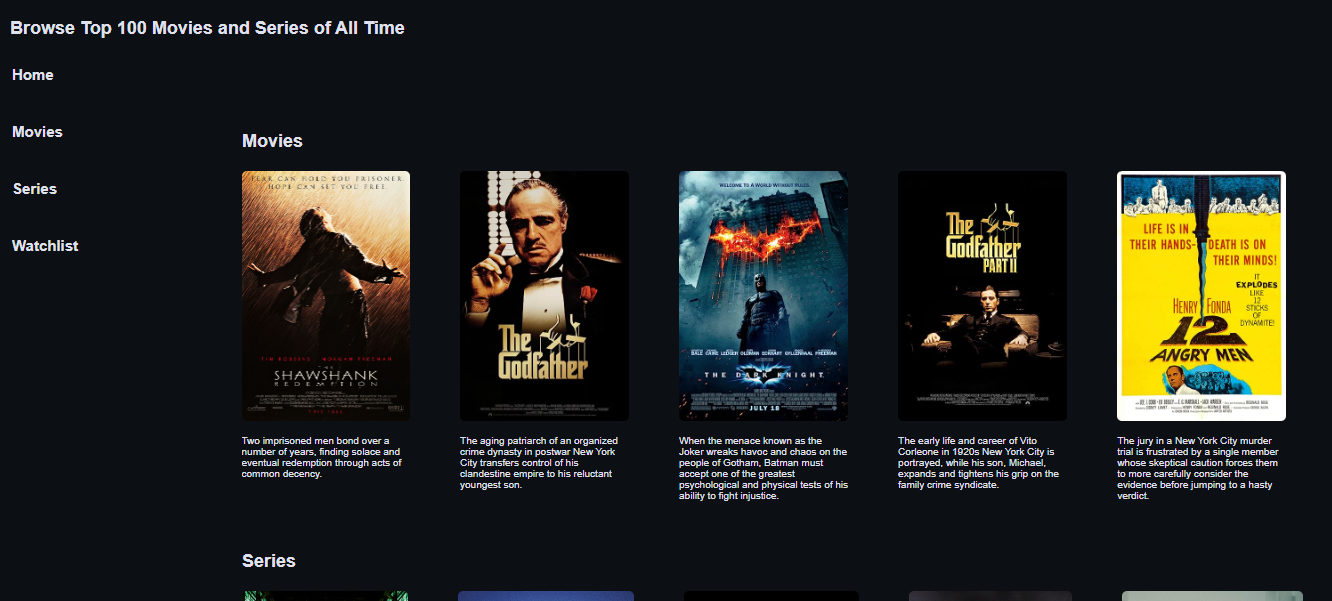 Browse Top 100 Movies and Series of All Time
Home
Movies
Series
Watchlist
Movies
FEAR CAN HOLD YOU PRISONER.
HOPE CAN SET YOU FREE.
TIM ROBBINS MORGAN FREEMAN
THE
SHAWSHANK
REDEMPTION
The
Godfather
WELCOME TO A WORLD WITHOUT RULES.
BALE CAINE LEDGER OLDMAN ECKHART GYLLENHAAL FREEMAN
THE DARK KNIGHT
JULY 18
The
Godfather
PART II
LIFE IS IN
THEIR HANDS-
DEATH IS ON
THEIR MINDS!
IT
EXPLODES
LIKE
12
STICKS
OF
DYNAMITE!
HENRY FONDA
12
ANGRY MEN
Two imprisoned men bond over a
number of years, finding solace and
eventual redemption through acts of
common decency.
The aging patriarch of an organized
crime dynasty in postwar New York
City transfers control of his
clandestine empire to his reluctant
youngest son.
When the menace known as the
Joker wreaks havoc and chaos on the
people of Gotham, Batman must
accept one of the greatest
psychological and physical tests of his
ability to fight injustice.
The early life and career of Vito
Corleone in 1920s New York City is
portrayed, while his son, Michael,
expands and tightens his grip on the
family crime syndicate.
The jury in a New York City murder
trial is frustrated by a single member
whose skeptical caution forces them
to more carefully consider the
evidence before jumping to a hasty
verdict.
Series